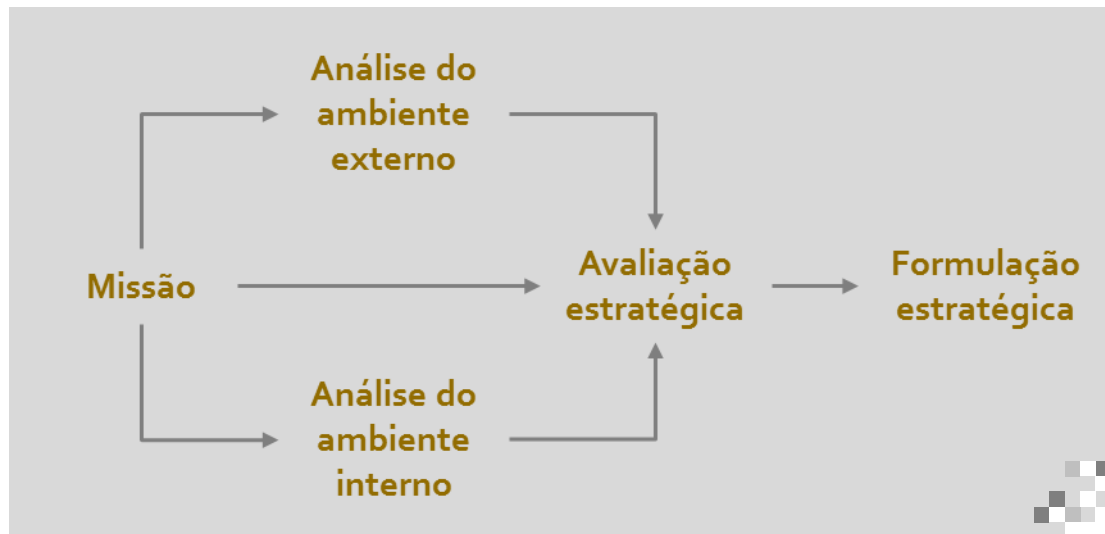 Análise do
ambiente
externo
Missão
Avaliação
estratégica
Formulação
estratégica
Análise do
ambiente
interno